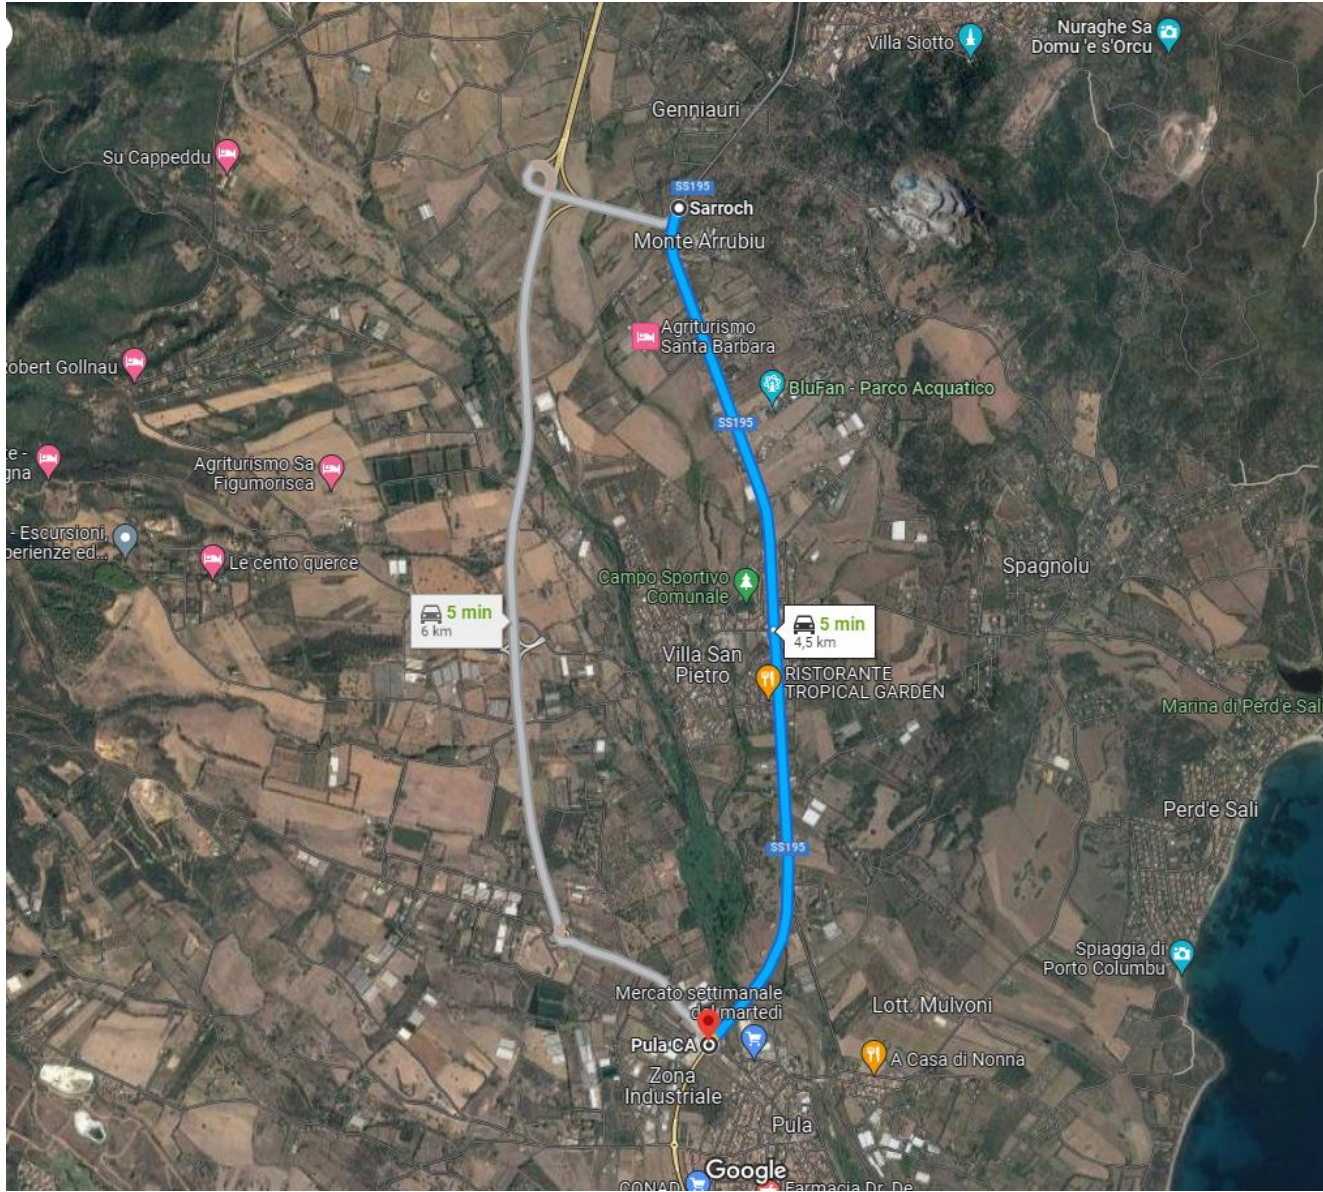 Villa Siotto
Nuraghe Sa
Domu 'e s'Orcu
Genniauri
Su Cappeddu
SS195
Sarroch
Monte Arrubiu
Agriturismo
Santa Barbara
obert Gollnau
BluFan - Parco Acquatico
SS195
te -
gna
Agriturismo Sa
Figumorisca
- Escursioni,
perienze ed...
Le cento querce
Spagnolu
Campo Sportivo
Comunale
5 min
6 km
5 min
4,5 km
Villa San
Pietro
RISTORANTE
TROPICAL GARDEN
Marina di Perd'e Sali
Perd'e Sali
SS195
Spiaggia di
Porto Columbu
Mercato settimanale
del martedì
Lott. Mulvoni
Pula CA
A Casa di Nonna
Zona
Industriale
Pula
Google
CONAD
Farmacia Dr. De